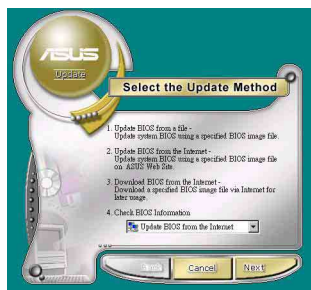 ASUS
Update
Select the Update Method
1. Update BIOS from a file -
Update system BIOS using a specified BIOS image file.
2. Update BIOS from the Internet -
Update system BIOS using a specified BIOS image file
on ASUS Web Site.
3. Download BIOS from the Internet -
Download a specified BIOS image file via Internet for
later usage.
4. Check BIOS Information
Update BIOS from the Internet
Cancel
Next